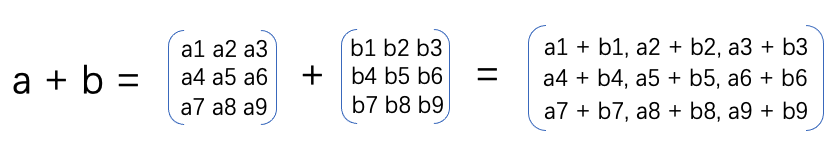 a + b = a1 a2 a3 + b1 b2 b3 = a1 + b1, a2 + b2, a3 + b3
a4 a5 a6 b4 b5 b6 a4 + b4, a5 + b5, a6 + b6
a7 a8 a9 b7 b8 b9 a7 + b7, a8 + b8, a9 + b9